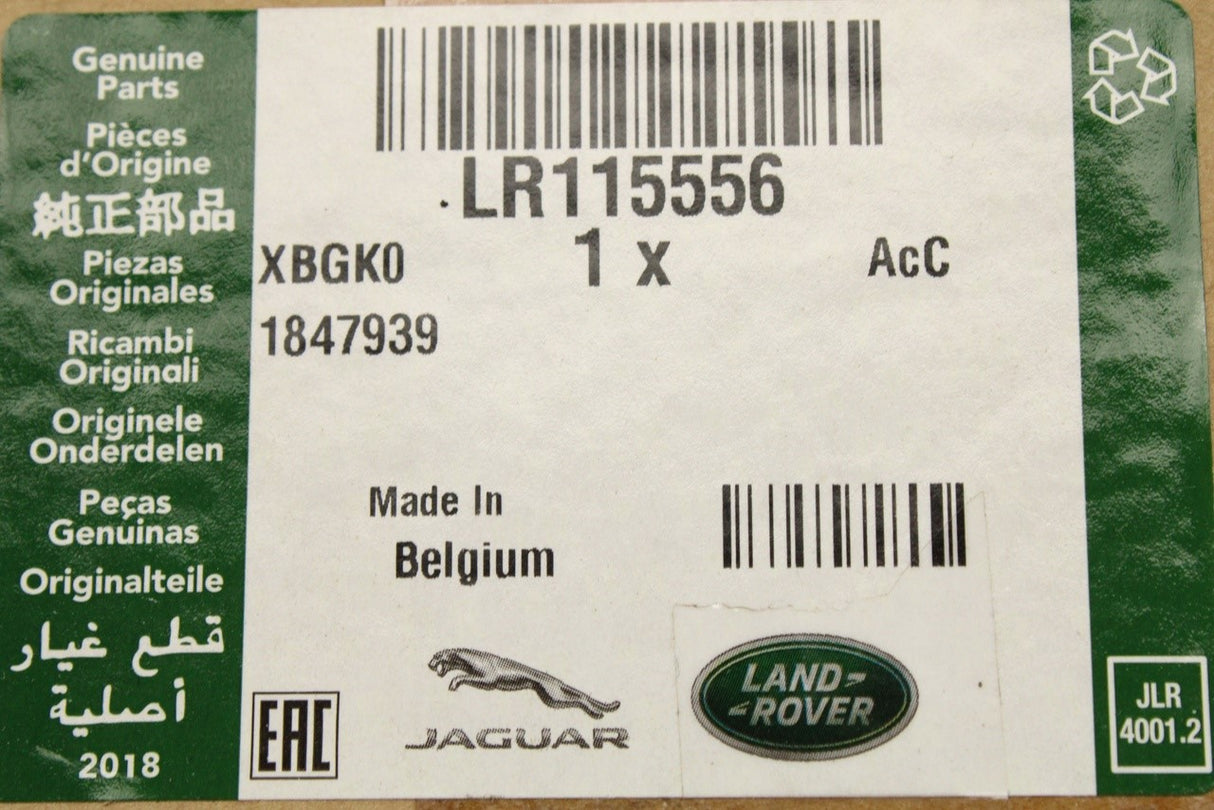 Genuine
Parts
Pièces
d'Origine
純正部品
Piezas
Originales
Ricambi
Originali
Originele
Onderdelen
Peças
Genuinas
Originalteile
قطع غيار
أصلية
2018
LR115556
XBGK0 1 x AcC
1847939
Made In
Belgium
EAC
JAGUAR
LAND
ROVER
JLR
4001.2